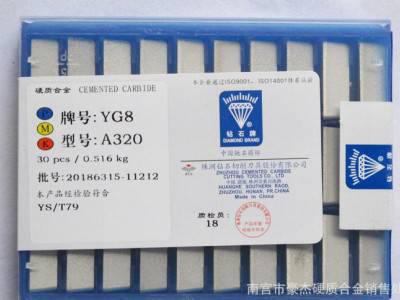 已通过ISO9001、ISO14001体系认证
硬质合金 CEMENTED CARBIDE
P 牌号: YG8
M
K 型号: A320
30 pcs / 0.516 kg
批号: 20186315-11212
本产品经检验符合
YS/T79
钻石牌
DIAMOND BRAND
中国驰名商标
株洲钻石切削刀具股份有限公司
ZHUZHOU CEMENTED CARBIDE
CUTTING TOOLS CO., LTD
HUANGHE SOUTHERN ROAD,
ZHUZHOU, HUNAN, PR.CHINA
Made In China
质检员:
18
钻石牌
南宫市豪杰硬质合金销售处